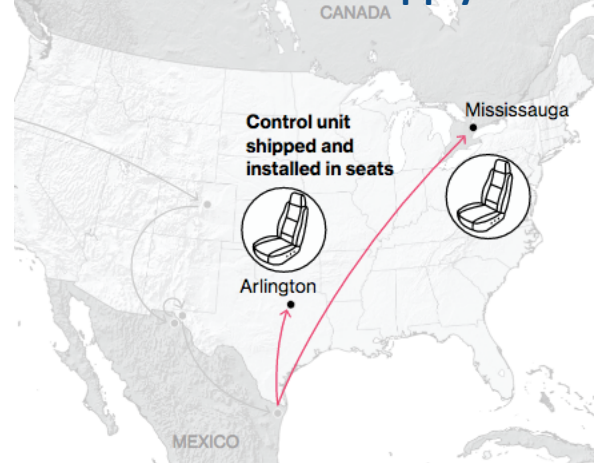 CANADA
Mississauga
Control unit
shipped and
installed in seats
Arlington
MEXICO